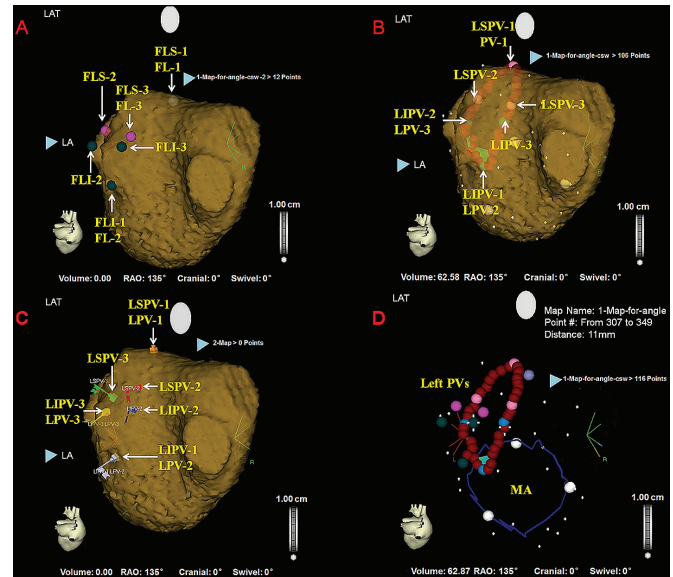 A
LAT
FLS-1
FL-1
1-Map-for-angle-csw-2 > 12 Points
FLS-2
FLS-3
FL-3
LA
FLI-3
FLI-2
FLI-1
FL-2
R
1.00 cm
Volume: 0.00 RAO: 135° Cranial: 0° Swivel: 0°
B
LAT
LSPV-1
PV-1
1-Map-for-angle-csw > 106 Points
LSPV-2
LSPV-3
LIPV-2
LPV-3
LIPV-3
LA
LIPV-1
LPV-2
R
1.00 cm
Volume: 62.58 RAO: 135° Cranial: 0° Swivel: 0°
C
LAT
LSPV-1
LPV-1
2-Map > 0 Points
LSPV-3
LSPV-2
LIPV-3
LPV-3
LIPV-2
LA
LIPV-1
LPV-2
R
1.00 cm
Volume: 0.00 RAO: 135° Cranial: 0° Swivel: 0°
D
LAT
Map Name: 1-Map-for-angle
Point #: From 307 to 349
Distance: 11mm
Left PVs
1-Map-for-angle-csw > 116 Points
MA
R
1.00 cm
Volume: 62.87 RAO: 135° Cranial: 0° Swivel: 0°